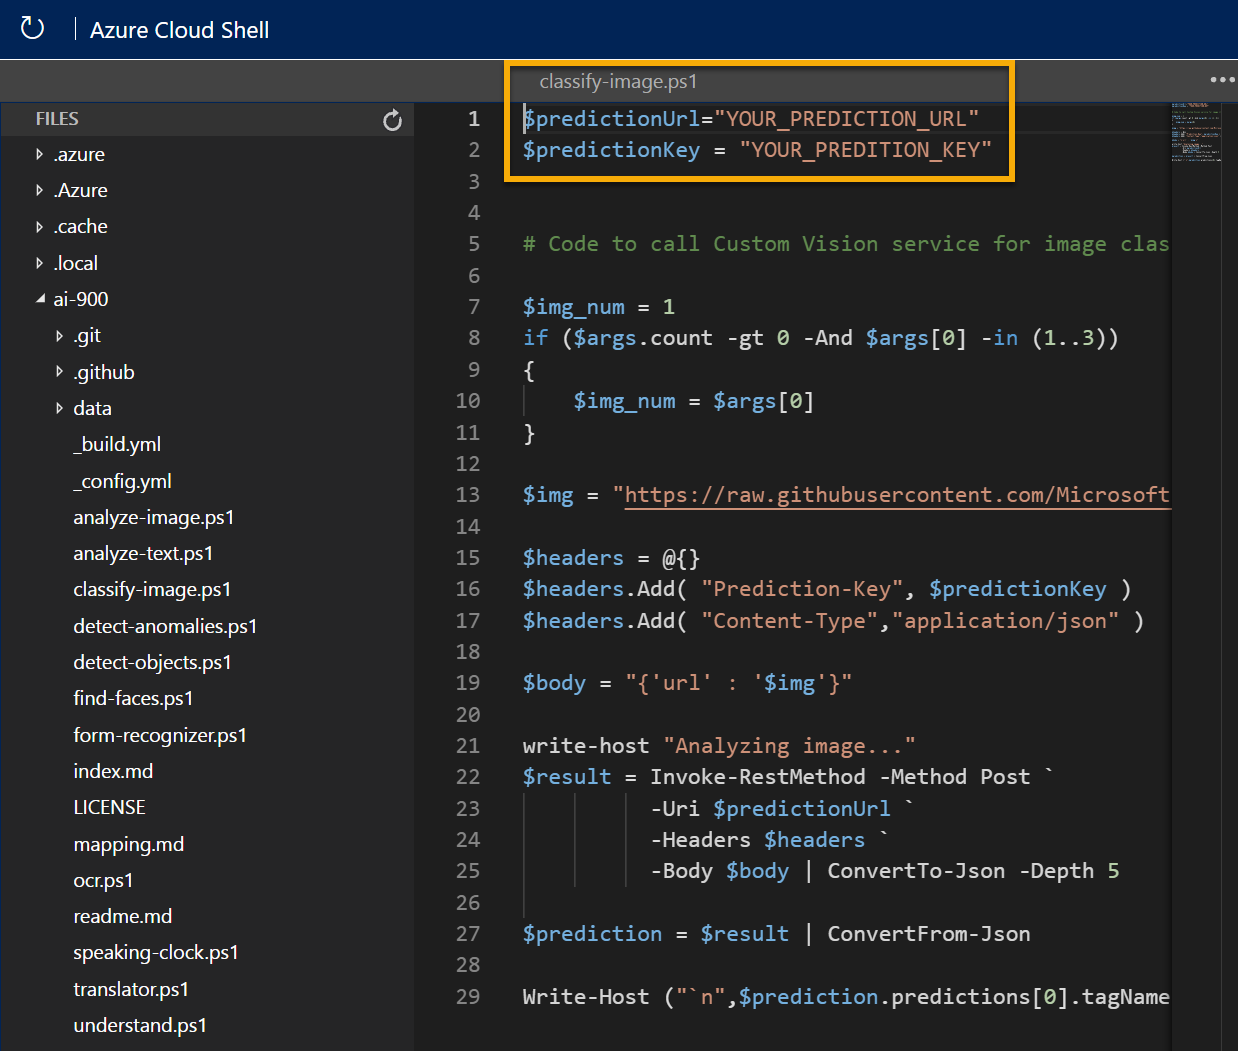 Azure Cloud Shell
classify-image.ps1
FILES
.azure
.Azure
.cache
.local
ai-900
.git
.github
data
_build.yml
_config.yml
analyze-image.ps1
analyze-text.ps1
classify-image.ps1
detect-anomalies.ps1
detect-objects.ps1
find-faces.ps1
form-recognizer.ps1
index.md
LICENSE
mapping.md
ocr.ps1
readme.md
speaking-clock.ps1
translator.ps1
understand.ps1
1 $predictionUrl="YOUR_PREDICTION_URL"
2 $predictionKey = "YOUR_PREDITION_KEY"
3
4
5 # Code to call Custom Vision service for image clas
6
7 $img_num = 1
8 if ($args.count -gt 0 -And $args[0] -in (1..3))
9 {
10 $img_num = $args[0]
11 }
12
13 $img = "https://raw.githubusercontent.com/Microsoft
14
15 $headers = @{}
16 $headers.Add( "Prediction-Key", $predictionKey )
17 $headers.Add( "Content-Type","application/json" )
18
19 $body = "{'url' : '$img'}"
20
21 write-host "Analyzing image..."
22 $result = Invoke-RestMethod -Method Post `
23 -Uri $predictionUrl `
24 -Headers $headers `
25 -Body $body | ConvertTo-Json -Depth 5
26
27 $prediction = $result | ConvertFrom-Json
28
29 Write-Host ("`n",$prediction.predictions[0].tagName